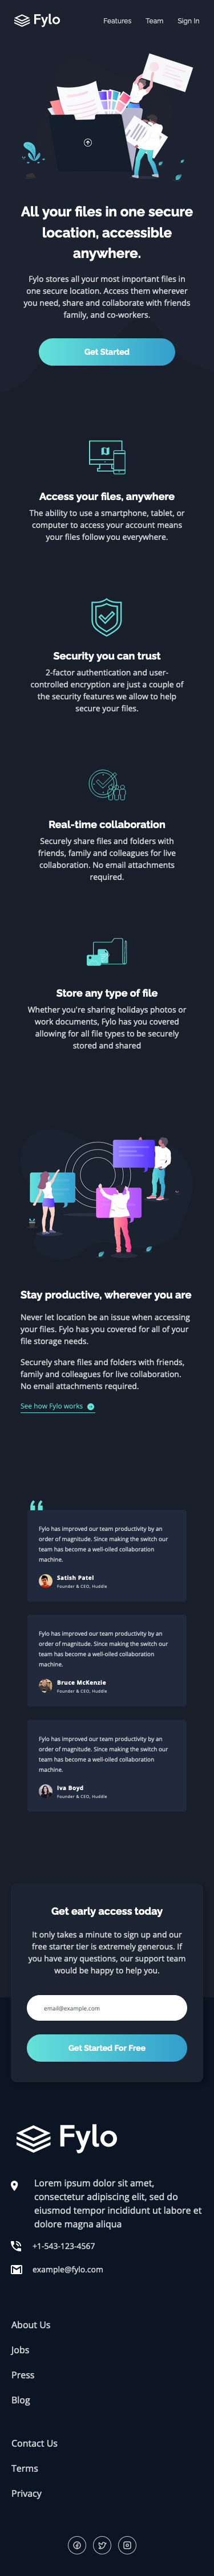 Fylo
Features Team Sign In
All your files in one secure
location, accessible
anywhere.
Fylo stores all your most important files in
one secure location. Access them wherever
you need, share and collaborate with friends
family, and co-workers.
Get Started
Access your files, anywhere
The ability to use a smartphone, tablet, or
computer to access your account means
your files follow you everywhere.
Security you can trust
2-factor authentication and user-
controlled encryption are just a couple of
the security features we allow to help
secure your files.
Real-time collaboration
Securely share files and folders with
friends, family and colleagues for live
collaboration. No email attachments
required.
Store any type of file
Whether you're sharing holidays photos or
work documents, Fylo has you covered
allowing for all file types to be securely
stored and shared
Stay productive, wherever you are
Never let location be an issue when accessing
your files. Fylo has you covered for all of your
file storage needs.
Securely share files and folders with friends,
family and colleagues for live collaboration.
No email attachments required.
See how Fylo works
Fylo has improved our team productivity by an
order of magnitude. Since making the switch our
team has become a well-oiled collaboration
machine.
Satish Patel
Founder & CEO, Huddle
Fylo has improved our team productivity by an
order of magnitude. Since making the switch our
team has become a well-oiled collaboration
machine.
Bruce McKenzie
Founder & CEO, Huddle
Fylo has improved our team productivity by an
order of magnitude. Since making the switch our
team has become a well-oiled collaboration
machine.
Iva Boyd
Founder & CEO, Huddle
Get early access today
It only takes a minute to sign up and our
free starter tier is extremely generous. If
you have any questions, our support team
would be happy to help you.
email@example.com
Get Started For Free
Fylo
Lorem ipsum dolor sit amet,
consectetur adipiscing elit, sed do
eiusmod tempor incididunt ut labore et
dolore magna aliqua
+1-543-123-4567
example@fylo.com
About Us
Jobs
Press
Blog
Contact Us
Terms
Privacy